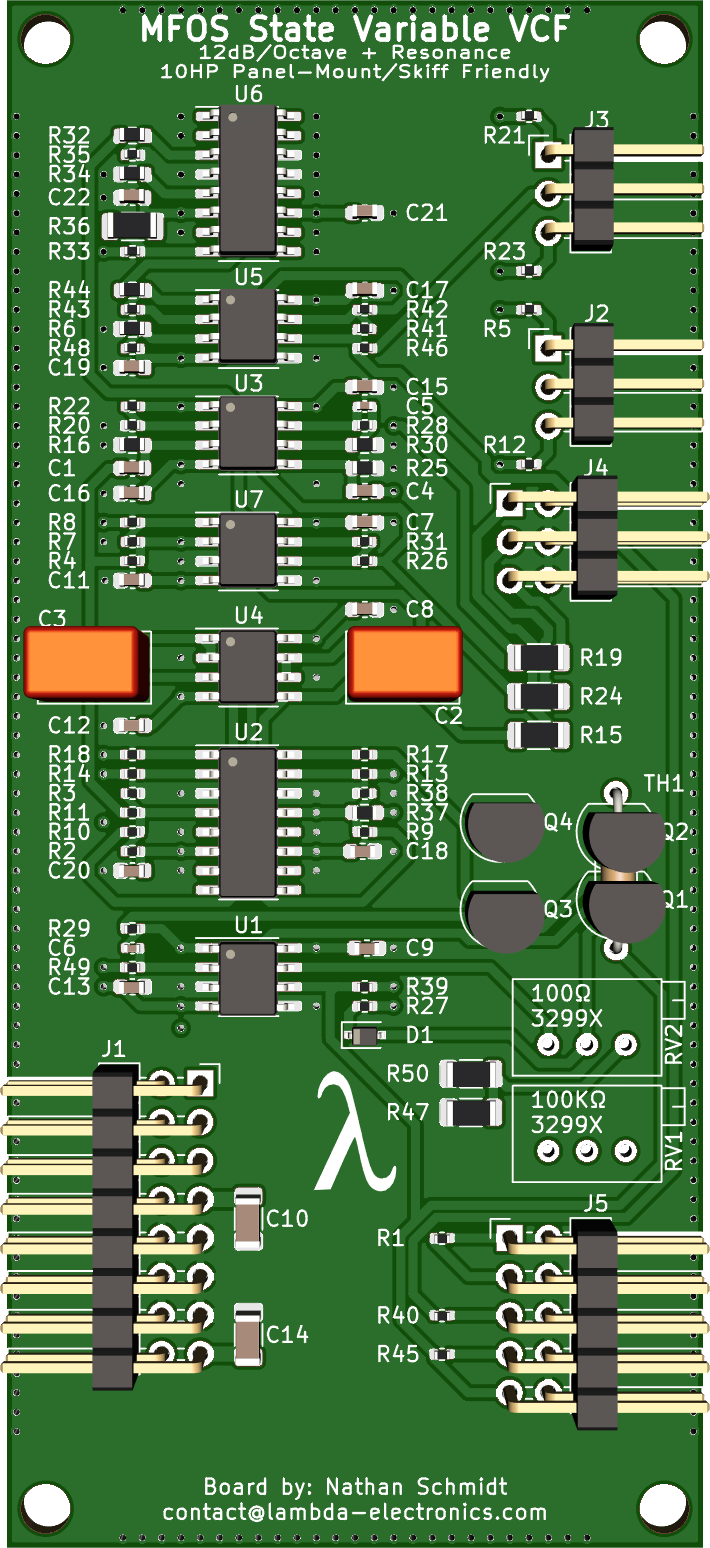 MFOS State Variable VCF
12dB/Octave + Resonance
10HP Panel-Mount/Skiff Friendly
U6
J3
R32
R21
R35
R34
C22
C21
R36
R33
R23
U5
R44
C17
R43
R42
J2
R6
R41
R5
R48
R46
C19
U3
C15
R22
C5
R20
R28
R16
R30
R12
C1
R25
J4
C16
C4
U7
R8
C7
R7
R31
R4
R26
C11
C3
U4
C8
R19
R24
C2
C12
U2
R15
R18
R17
R14
R13
TH1
R3
R38
R11
R37
Q4
Q2
R10
R9
R2
C18
C20
Q3
Q1
R29
U1
C6
C9
R49
C13
R39
100Ω
R27
3299X
D1
RV2
J1
R50
100KΩ
R47
3299X
RV1
λ
J5
C10
R1
R40
C14
R45
Board by: Nathan Schmidt
contact@lambda-electronics.com